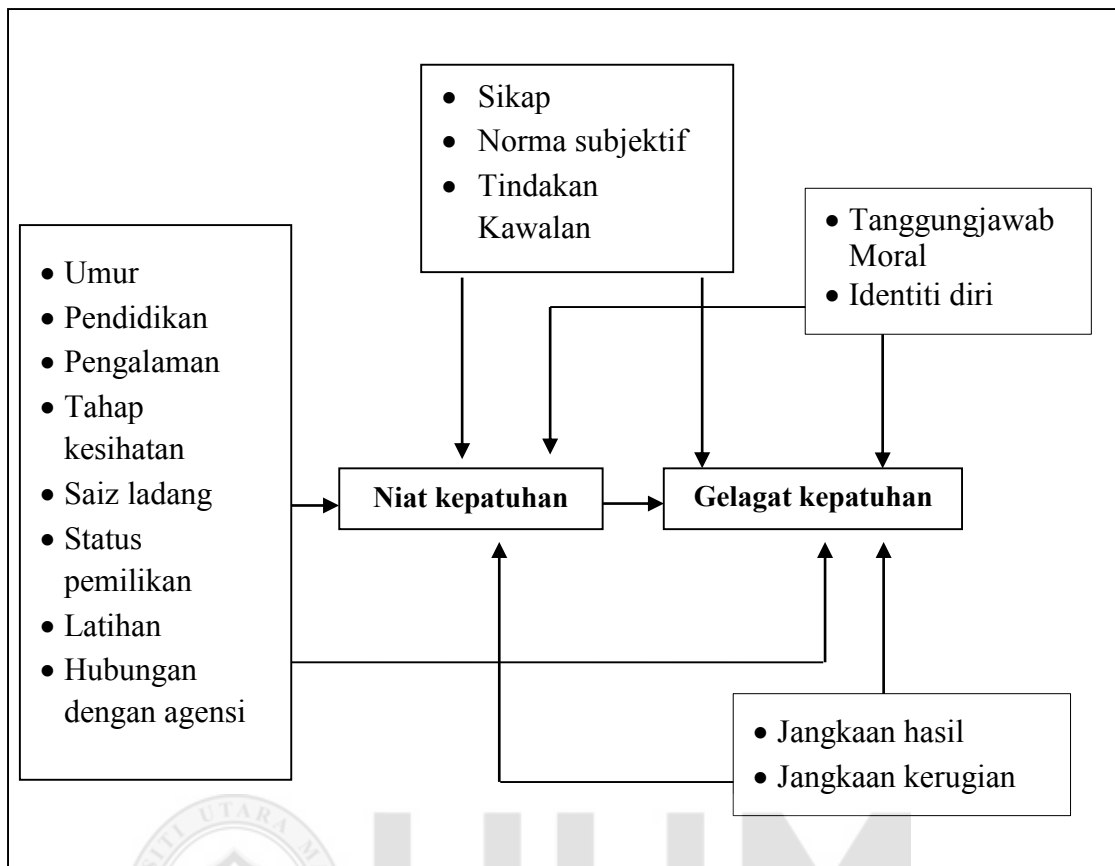 • Sikap
• Norma subjektif
• Tindakan
Kawalan
• Tanggungjawab
Moral
• Identiti diri
• Umur
• Pendidikan
• Pengalaman
• Tahap
kesihatan
• Saiz ladang
• Status
pemilikan
• Latihan
• Hubungan
dengan agensi
Niat kepatuhan
Gelagat kepatuhan
• Jangkaan hasil
• Jangkaan kerugian
UTARA